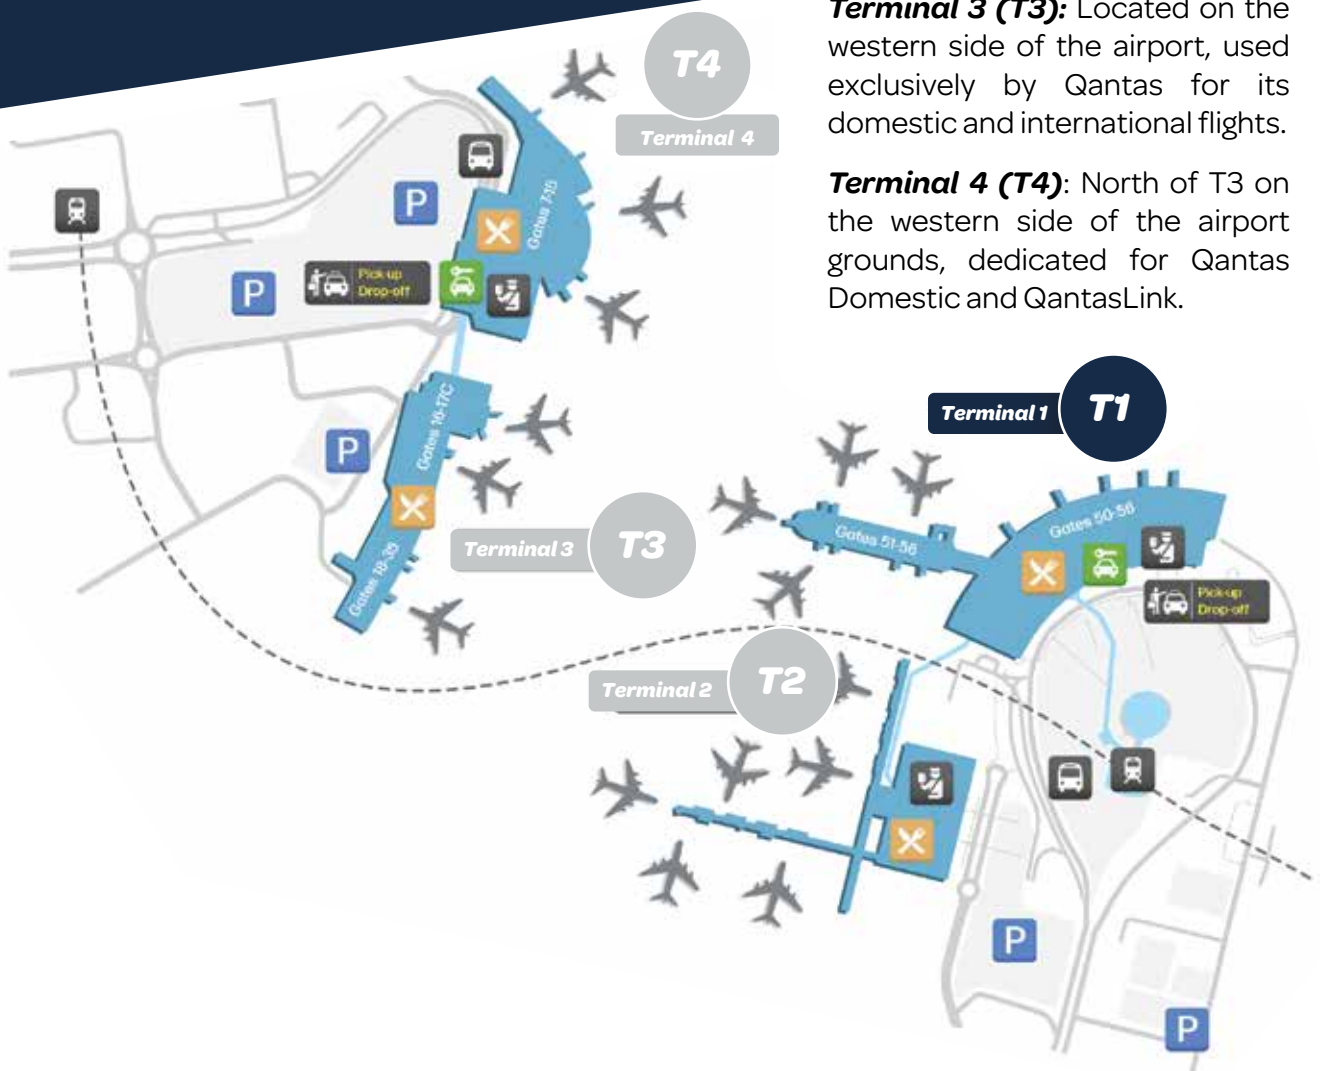 Terminal 3 (T3): Located on the
western side of the airport, used
exclusively by Qantas for its
domestic and international flights.
Terminal 4 (T4): North of T3 on
the western side of the airport
grounds, dedicated for Qantas
Domestic and QantasLink.
T4
Terminal 4
P
Gates 7-15
P
Pick-up
Drop-off
Gates 16-17C
P
Gates 18-35
Terminal 3
T3
Terminal 1
T1
Gates 50-56
Gates 51-56
Pick-up
Drop-off
Terminal 2
T2
P
P